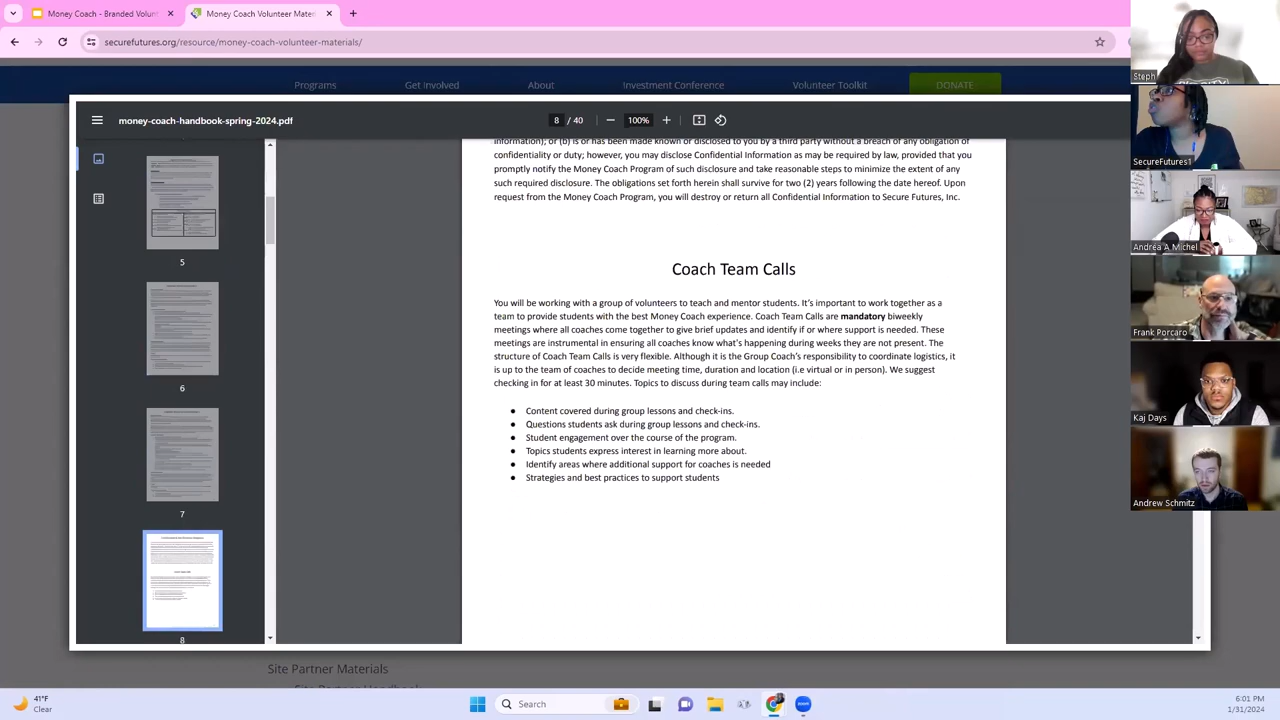 Money Coach - Branded Volunt
Money Coach Volunteer Mater
securefutures.org/resource/money-coach-volunteer-materials/
Programs Get Involved About Investment Conference Volunteer Toolkit DONATE
money-coach-handbook-spring-2024.pdf 8 / 40 100%
information); or (b) is or has been made known or disclosed to you by a third party without a breach of any obligation of
confidentiality or duty; however, you may disclose Confidential Information as may be required by law, provided that you
promptly notify the Money Coach Program of such disclosure and take reasonable steps to minimize the extent of any
such required disclosure. The obligations set forth herein shall survive for two (2) years following the date hereof. Upon
request from the Money Coach Program, you will destroy or return all Confidential Information to Secure Futures, Inc.
Coach Team Calls
You will be working with a group of volunteers to teach and mentor students. It's important to work together as a
team to provide students with the best Money Coach experience. Coach Team Calls are mandatory biweekly
meetings where all coaches come together to give brief updates and identify if or where support is needed. These
meetings are instrumental in ensuring all coaches know what's happening during weeks they are not present. The
structure of Coach Team Calls is very flexible. Although it is the Group Coach's responsibility to coordinate logistics, it
is up to the team of coaches to decide meeting time, duration and location (i.e virtual or in person). We suggest
checking in for at least 30 minutes. Topics to discuss during team calls may include:
● Content covered during group lessons and check-ins.
● Questions students ask during group lessons and check-ins.
● Student engagement over the course of the program.
● Topics students express interest in learning more about.
● Identify areas where additional support for coaches is needed
● Strategies and best practices to support students
5
6
7
8
Steph
SecureFutures1
Andrea A Michel
Frank Porcaro
Kaj Days
Andrew Schmitz
Site Partner Materials
Site Partner Handbook
41°F
Clear
Search
6:01 PM
1/31/2024